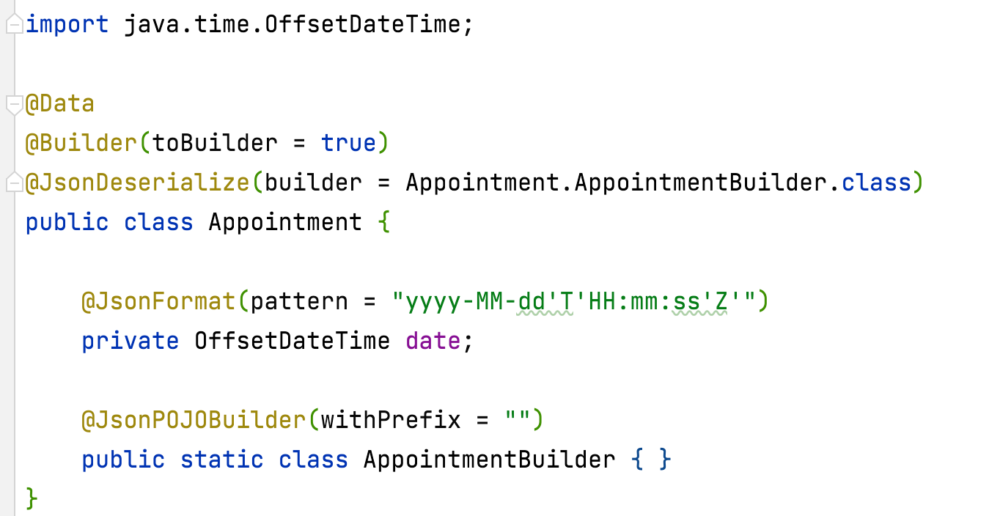 import java.time.OffsetDateTime;
@Data
@Builder(toBuilder = true)
@JsonDeserialize(builder = Appointment.AppointmentBuilder.class)
public class Appointment {
@JsonFormat(pattern = "yyyy-MM-dd'T'HH:mm:ss'Z'")
private OffsetDateTime date;
@JsonPOJOBuilder(withPrefix = "")
public static class AppointmentBuilder { }
}